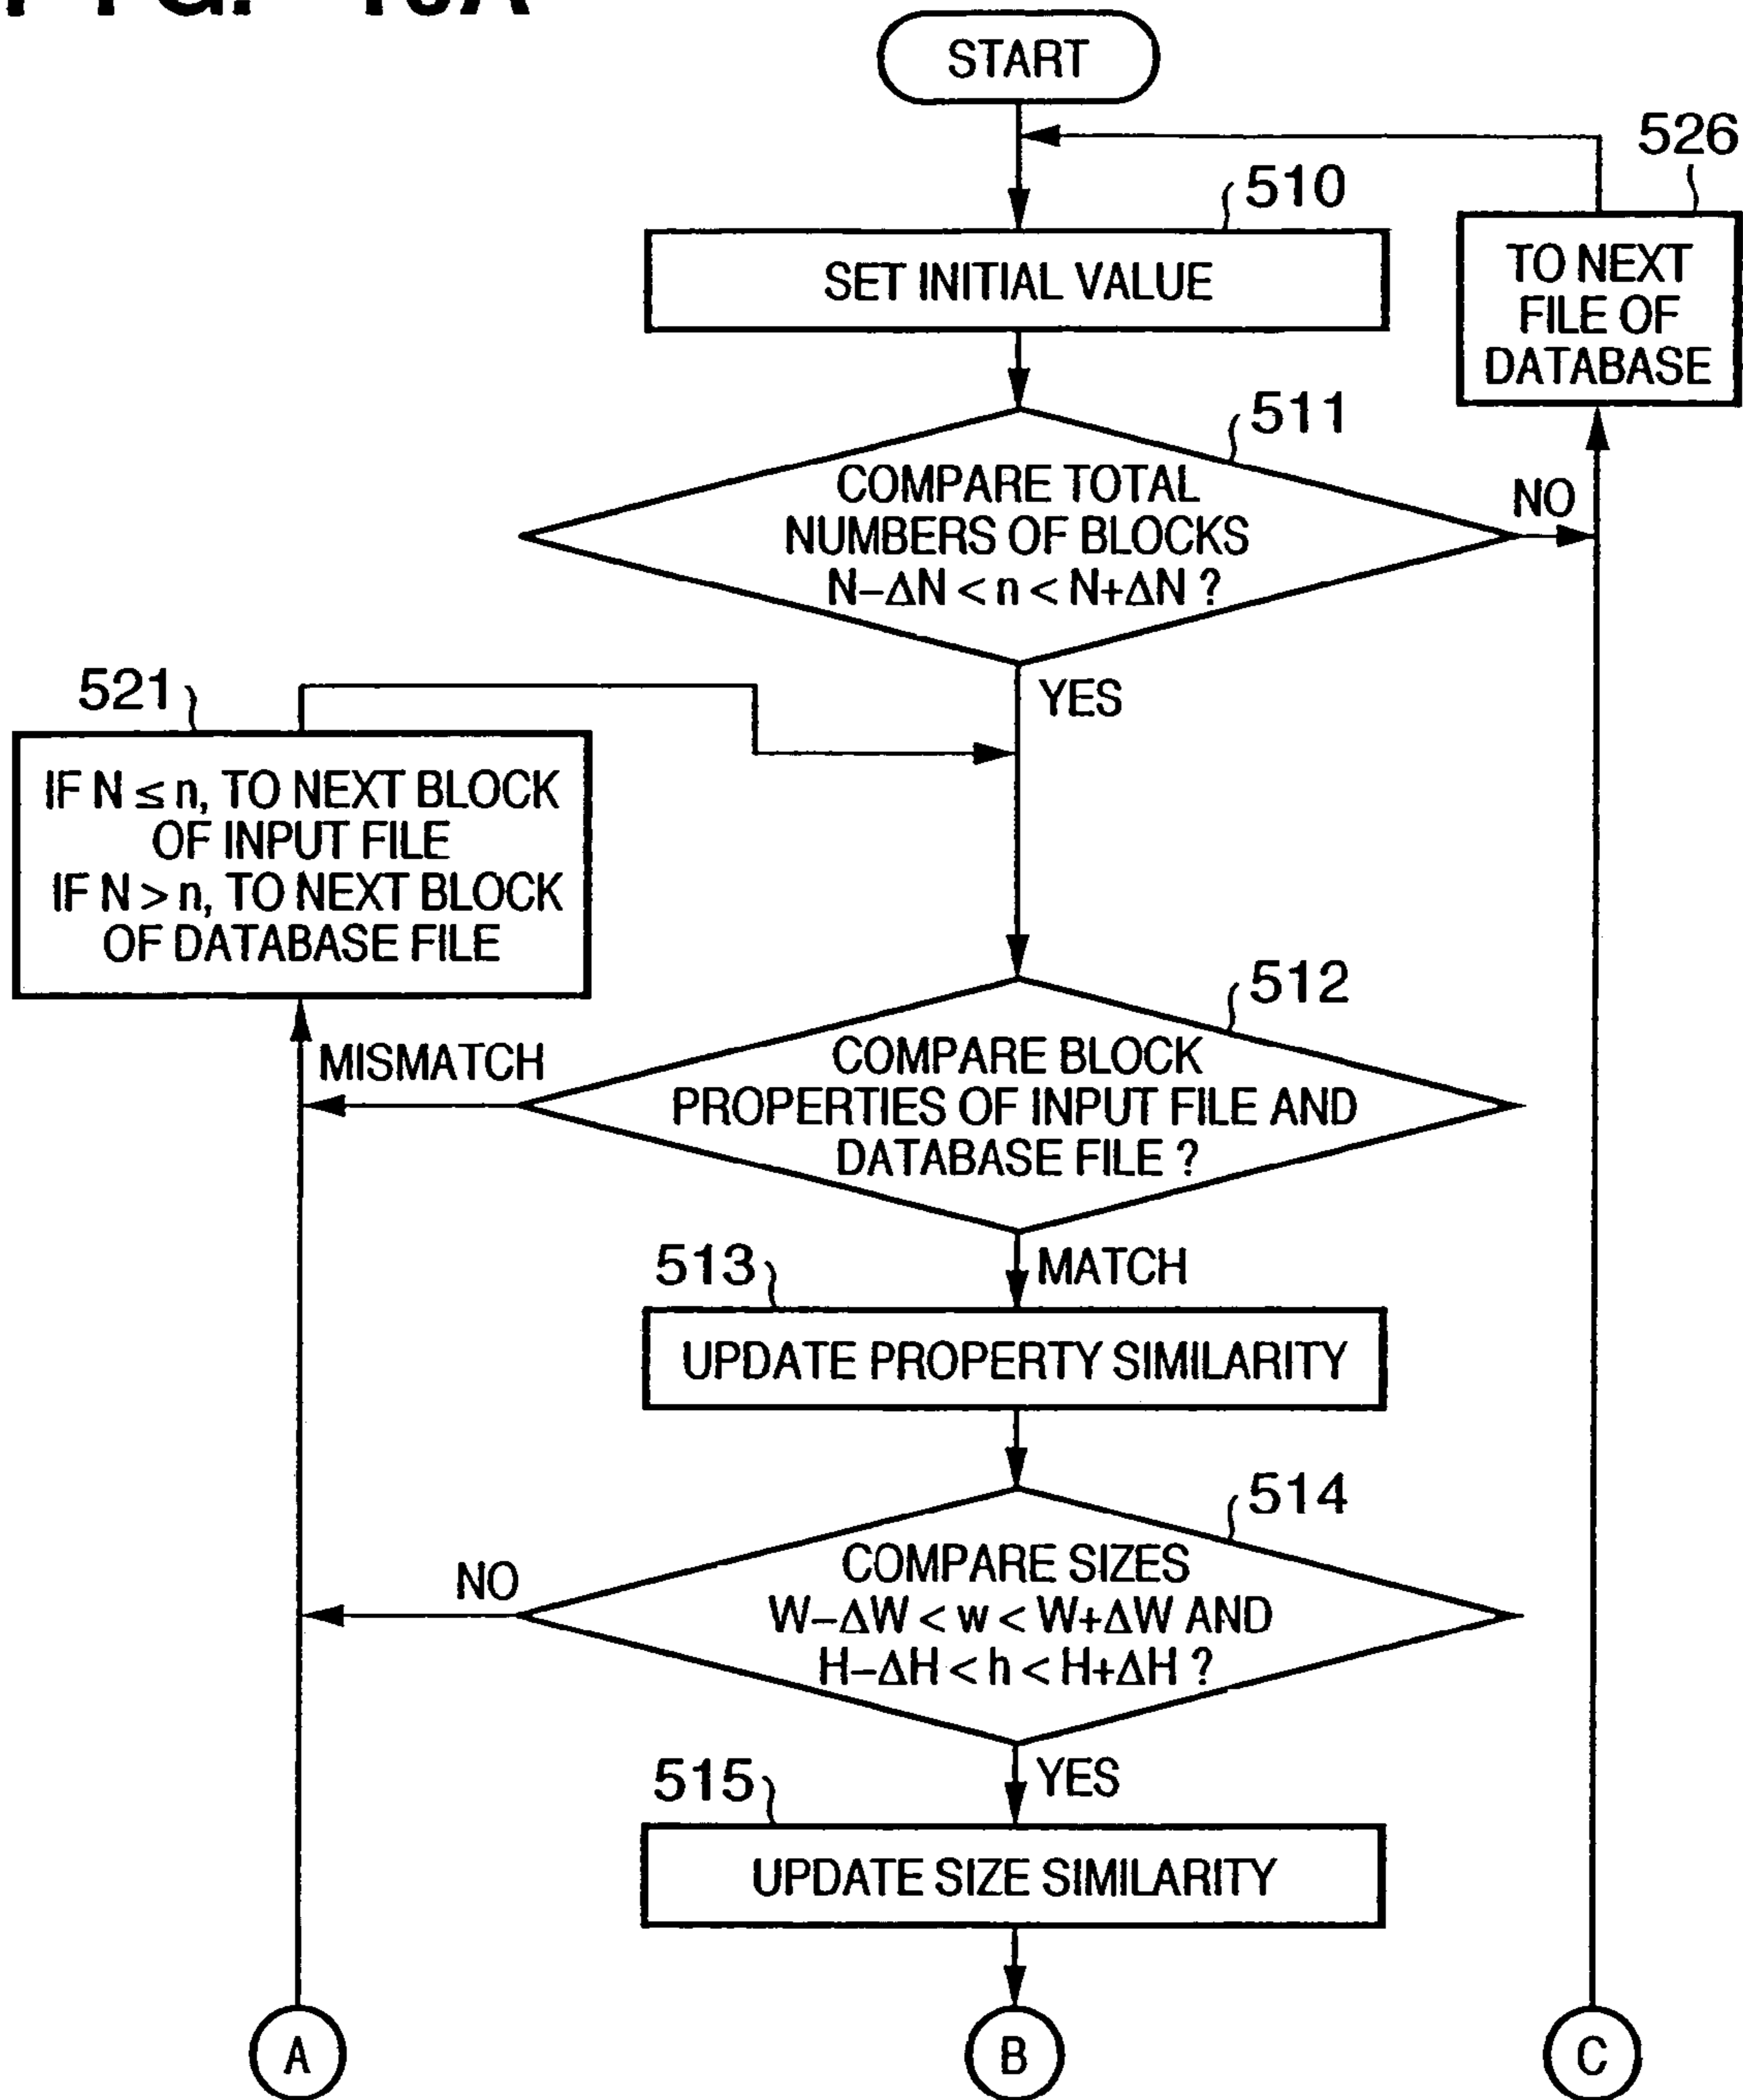 START
526
510
SET INITIAL VALUE
TO NEXT
FILE OF
DATABASE
511
COMPARE TOTAL
NUMBERS OF BLOCKS
N−ΔN < n < N+ΔN ?
NO
YES
521
IF N ≤ n, TO NEXT BLOCK
OF INPUT FILE
IF N > n, TO NEXT BLOCK
OF DATABASE FILE
512
COMPARE BLOCK
PROPERTIES OF INPUT FILE AND
DATABASE FILE ?
MISMATCH
MATCH
513
UPDATE PROPERTY SIMILARITY
514
COMPARE SIZES
W−ΔW < w < W+ΔW AND
H−ΔH < h < H+ΔH ?
NO
YES
515
UPDATE SIZE SIMILARITY
A
B
C